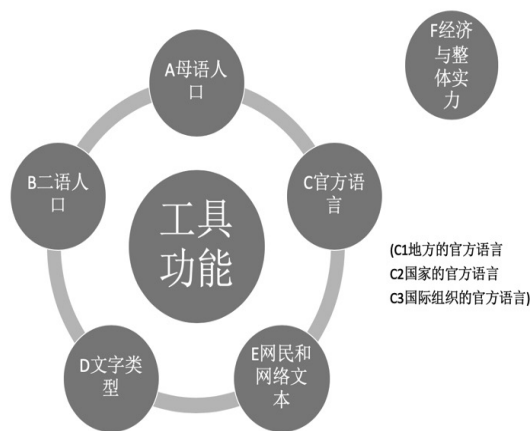 F经济
与整
体实
力
A母语人
口
B二语人
口
C官方语
言
工具
功能
(C1地方的官方语言
C2国家的官方语言
C3国际组织的官方语言)
D文字类
型
E网民和
网络文
本